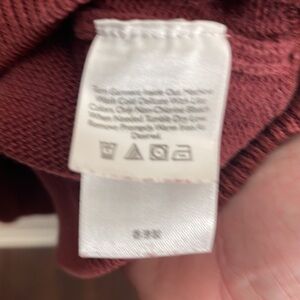 Turn Garment Inside Out, Machine
Wash Cold Delicate With Like
Colors, Only Non-Chlorine Bleach
When Needed Tumble Dry Low
Remove Promptly, Warm Iron As
Desired.